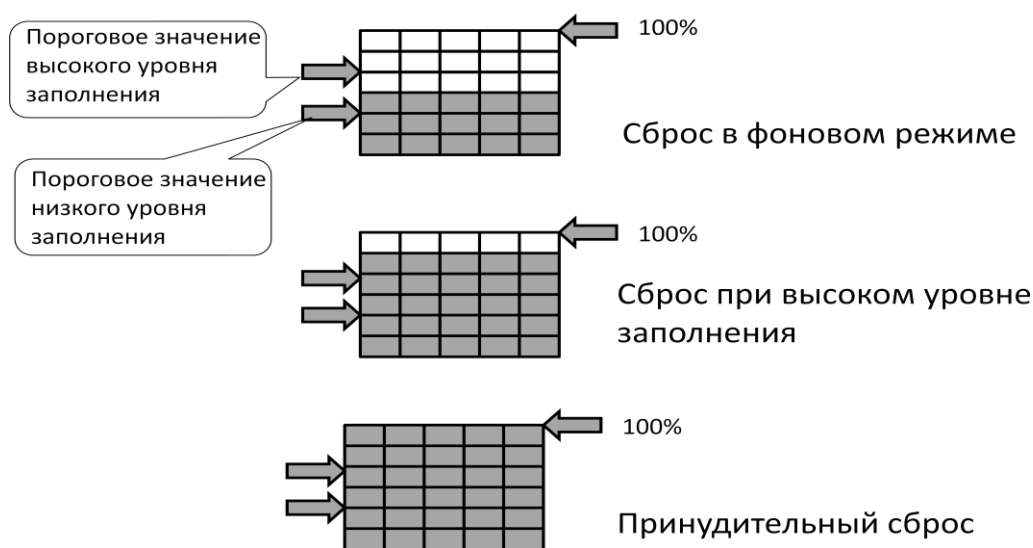 Пороговое значение
высокого уровня
заполнения
100%
Сброс в фоновом режиме
Пороговое значение
низкого уровня
заполнения
100%
Сброс при высоком уровне
заполнения
100%
Принудительный сброс